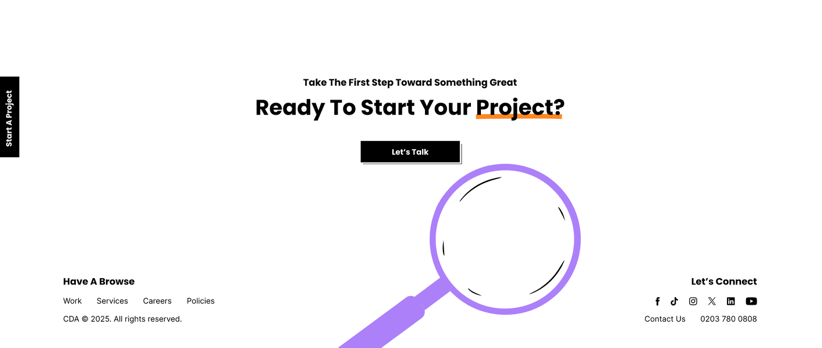 Start A Project
Take The First Step Toward Something Great
Ready To Start Your Project?
Let's Talk
Have A Browse
Work Services Careers Policies
CDA © 2025. All rights reserved.
Let's Connect
Contact Us 0203 780 0808